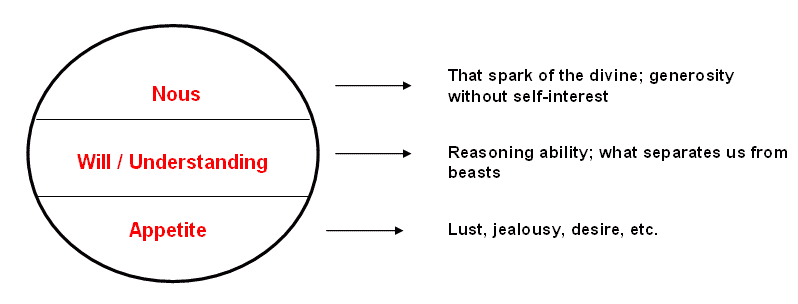 Nous
That spark of the divine; generosity
without self-interest
Will / Understanding
Reasoning ability; what separates us from
beasts
Appetite
Lust, jealousy, desire, etc.